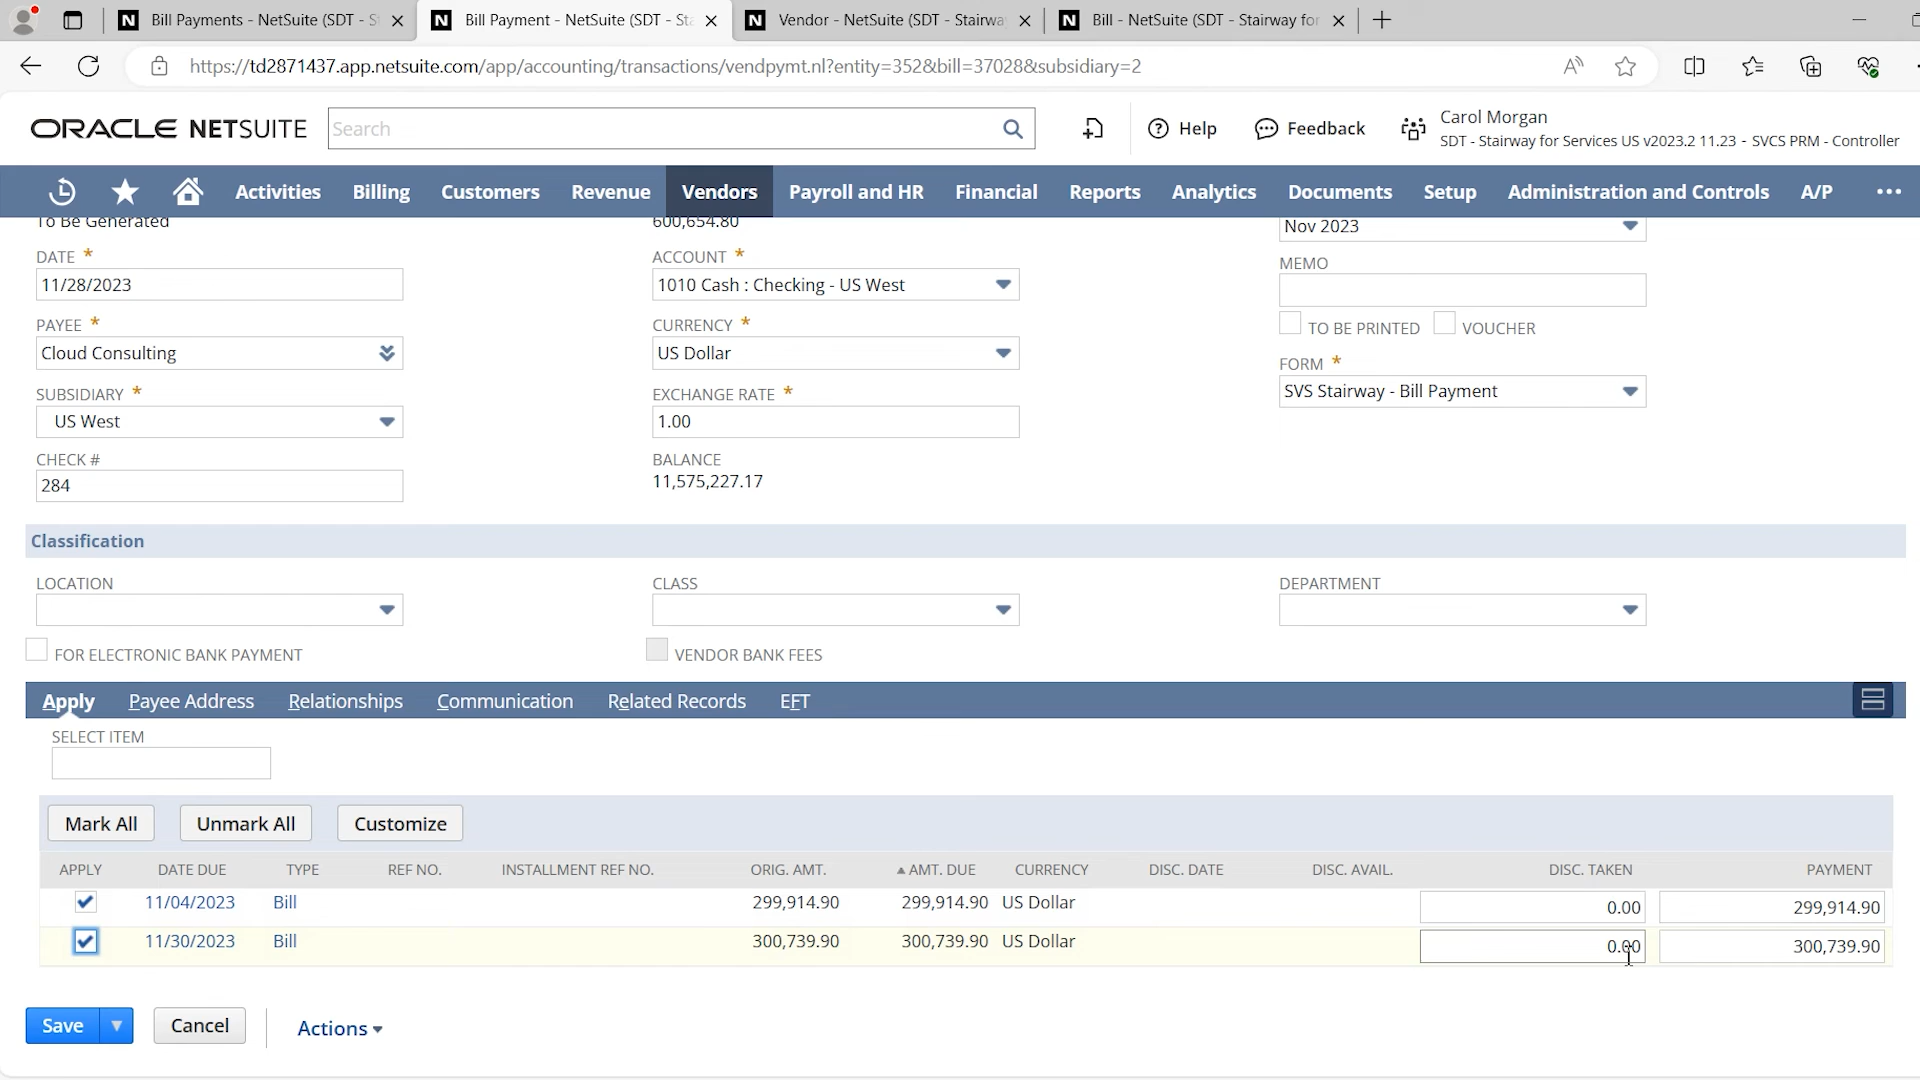 Bill Payments - NetSuite (SDT - S
Bill Payment - NetSuite (SDT - Sta
Vendor - NetSuite (SDT - Stairwa
Bill - NetSuite (SDT - Stairway for
https://td2871437.app.netsuite.com/app/accounting/transactions/vendpymt.nl?entity=352&bill=37028&subsidiary=2
ORACLE NETSUITE
Search
Help
Feedback
Carol Morgan
SDT - Stairway for Services US v2023.2 11.23 - SVCS PRM - Controller
Activities Billing Customers Revenue Vendors Payroll and HR Financial Reports Analytics Documents Setup Administration and Controls A/P
To Be Generated
600,654.80
Nov 2023
DATE *
11/28/2023
ACCOUNT *
1010 Cash : Checking - US West
MEMO
PAYEE *
Cloud Consulting
CURRENCY *
US Dollar
TO BE PRINTED VOUCHER
FORM *
SVS Stairway - Bill Payment
SUBSIDIARY *
US West
EXCHANGE RATE *
1.00
CHECK #
284
BALANCE
11,575,227.17
Classification
LOCATION
CLASS
DEPARTMENT
FOR ELECTRONIC BANK PAYMENT
VENDOR BANK FEES
Apply Payee Address Relationships Communication Related Records EFT
SELECT ITEM
Mark All Unmark All Customize
APPLY DATE DUE TYPE REF NO. INSTALLMENT REF NO. ORIG. AMT. AMT. DUE CURRENCY DISC. DATE DISC. AVAIL. DISC. TAKEN PAYMENT
11/04/2023 Bill 299,914.90 299,914.90 US Dollar 0.00 299,914.90
11/30/2023 Bill 300,739.90 300,739.90 US Dollar 0.00 300,739.90
Save Cancel Actions